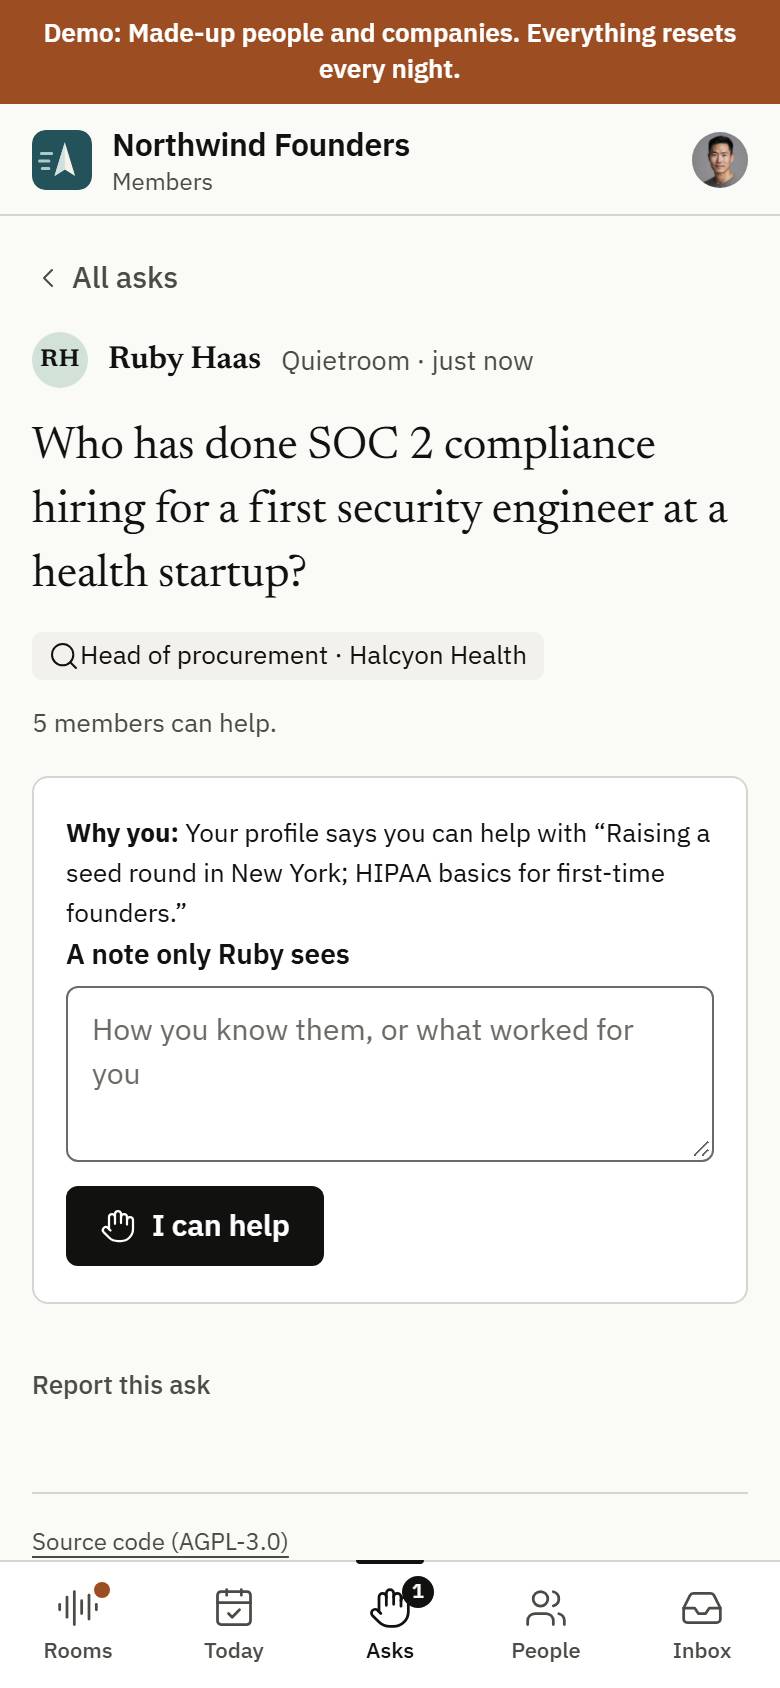 Demo: Made-up people and companies. Everything resets
every night.
Northwind Founders
Members
All asks
RH Ruby Haas Quietroom · just now
Who has done SOC 2 compliance
hiring for a first security engineer at a
health startup?
Head of procurement · Halcyon Health
5 members can help.
Why you: Your profile says you can help with “Raising a
seed round in New York; HIPAA basics for first-time
founders.”
A note only Ruby sees
How you know them, or what worked for
you
I can help
Report this ask
Source code (AGPL-3.0)
1
Rooms Today Asks People Inbox